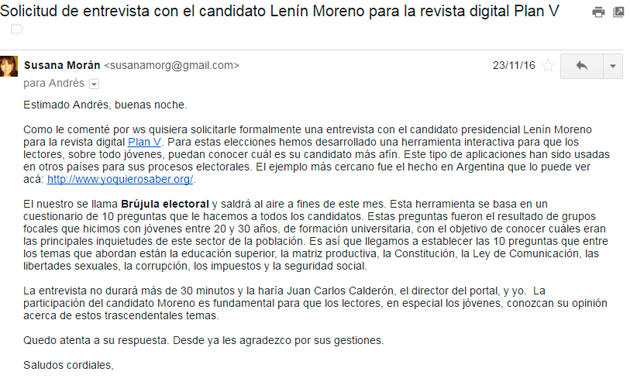 Solicitud de entrevista con el candidato Lenín Moreno para la revista digital Plan V
Susana Morán <susanamorg@gmail.com>
23/11/16
para Andrés
Estimado Andrés, buenas noche.
Como le comenté por ws quisiera solicitarle formalmente una entrevista con el candidato presidencial Lenín Moreno
para la revista digital Plan V. Para estas elecciones hemos desarrollado una herramienta interactiva para que los
lectores, sobre todo jóvenes, puedan conocer cuál es su candidato más afín. Este tipo de aplicaciones han sido usadas
en otros países para sus procesos electorales. El ejemplo más cercano fue el hecho en Argentina que lo puede ver
acá: http://www.yoquierosaber.org/.
El nuestro se llama Brújula electoral y saldrá al aire a fines de este mes. Esta herramienta se basa en un
cuestionario de 10 preguntas que le hacemos a todos los candidatos. Estas preguntas fueron el resultado de grupos
focales que hicimos con jóvenes entre 20 y 30 años, de formación universitaria, con el objetivo de conocer cuáles eran
las principales inquietudes de este sector de la población. Es así que llegamos a establecer las 10 preguntas que entre
los temas que abordan están la educación superior, la matriz productiva, la Constitución, la Ley de Comunicación, las
libertades sexuales, la corrupción, los impuestos y la seguridad social.
La entrevista no durará más de 30 minutos y la haría Juan Carlos Calderón, el director del portal, y yo. La
participación del candidato Moreno es fundamental para que los lectores, en especial los jóvenes, conozcan su opinión
acerca de estos trascendentales temas.
Quedo atenta a su respuesta. Desde ya les agradezco por sus gestiones.
Saludos cordiales,